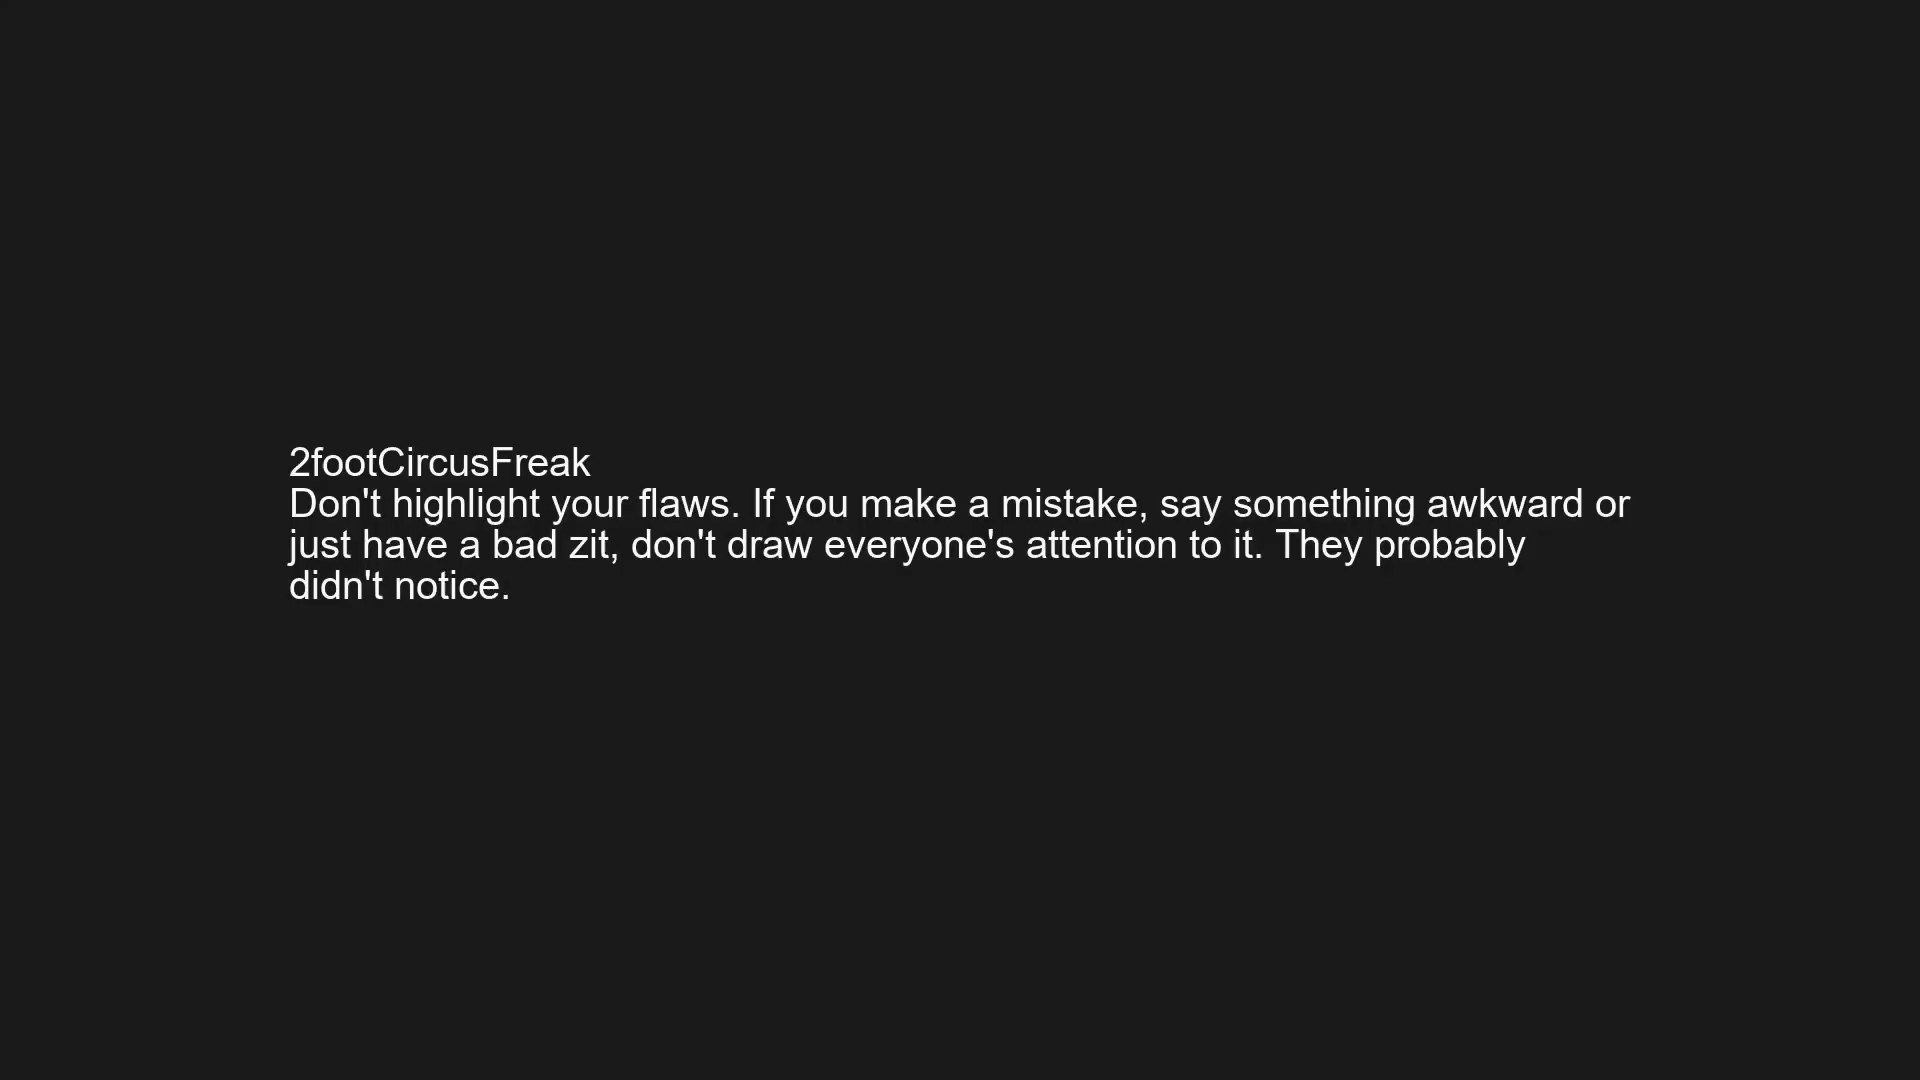 2footCircusFreak
Don't highlight your flaws. If you make a mistake, say something awkward or
just have a bad zit, don't draw everyone's attention to it. They probably
didn't notice.